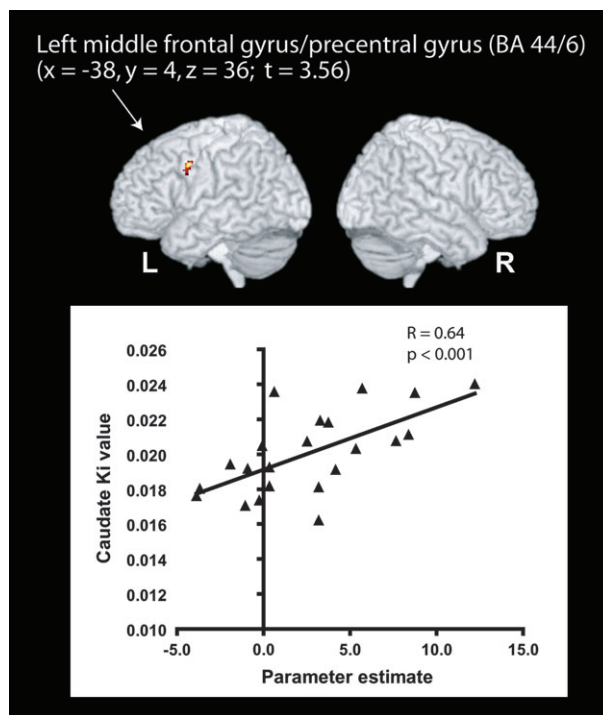 Left middle frontal gyrus/precentral gyrus (BA 44/6)
(x = -38, y = 4, z = 36; t = 3.56)
L
R
R = 0.64
p < 0.001
0.026
0.024
0.022
0.020
0.018
0.016
0.014
0.012
0.010
Caudate Ki value
-5.0 0.0 5.0 10.0 15.0
Parameter estimate